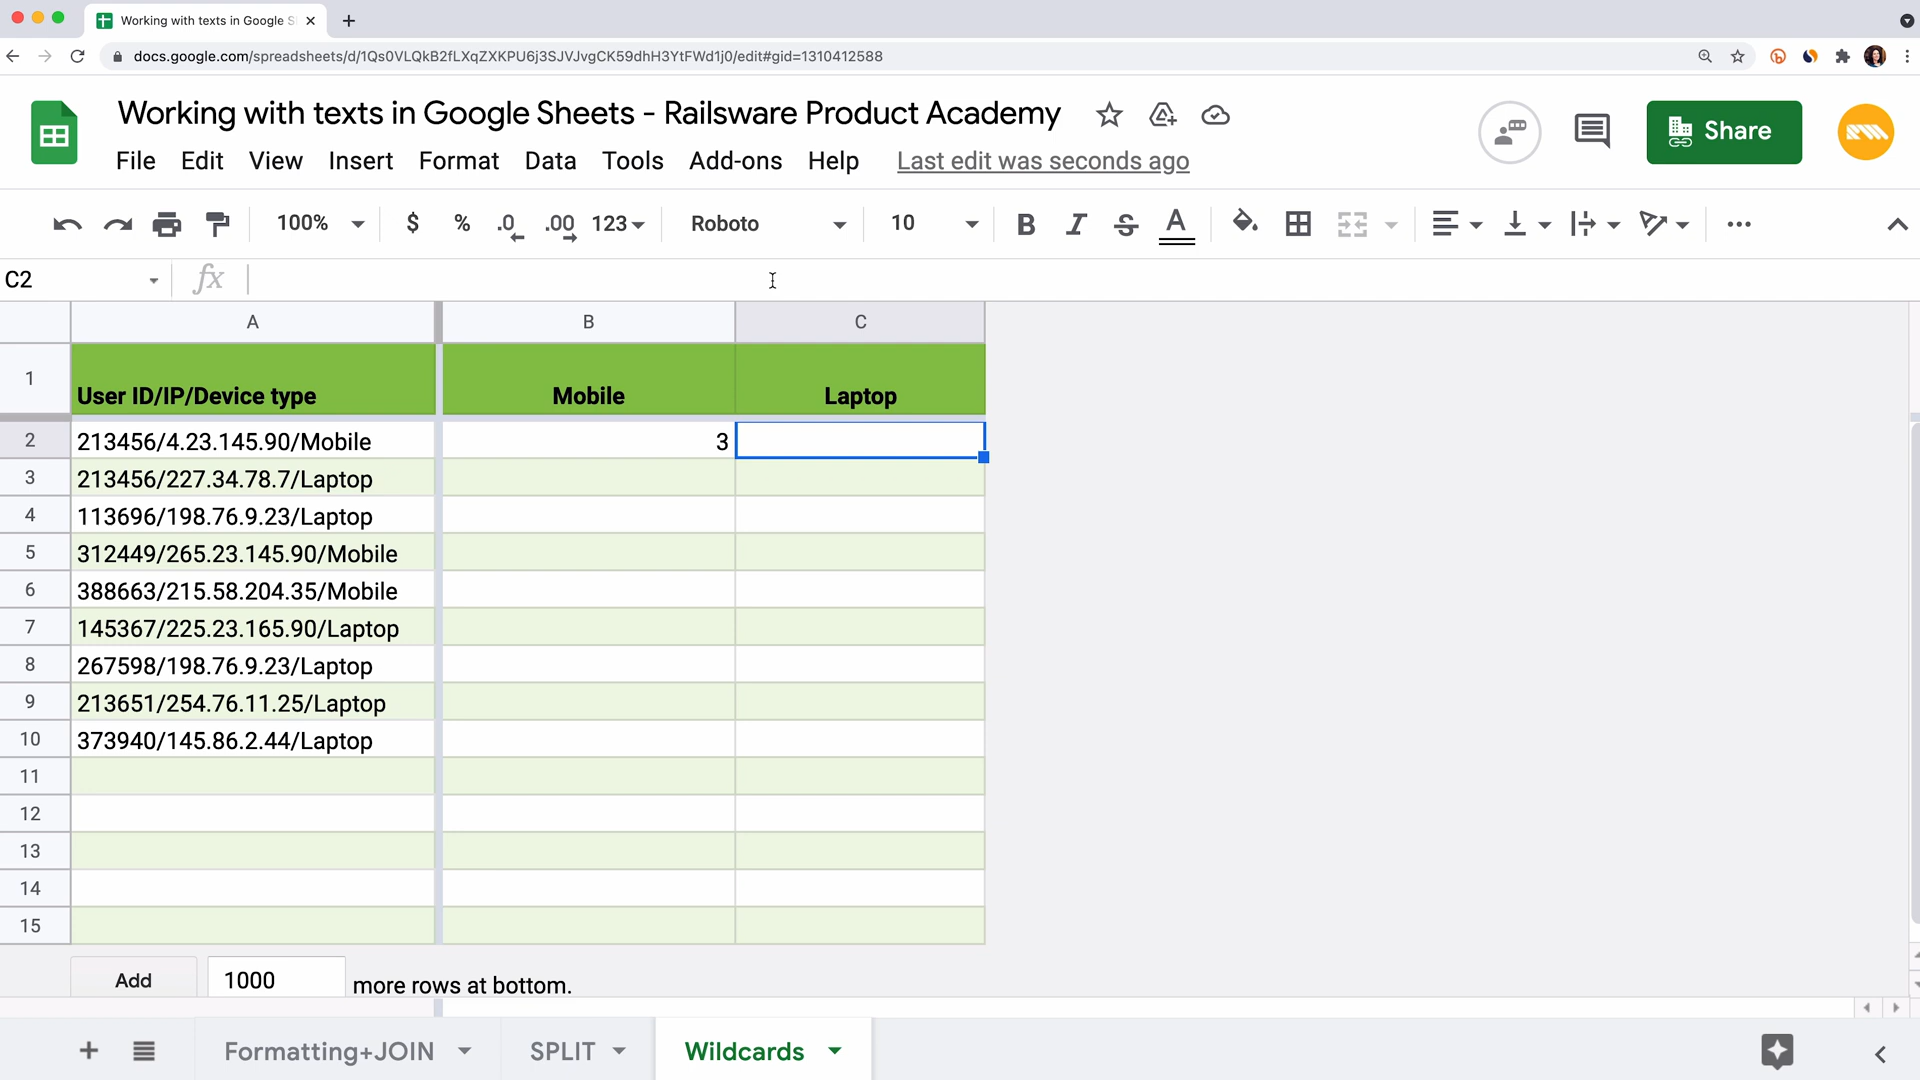 Working with texts in Google S
docs.google.com/spreadsheets/d/1Qs0VLQkB2fLXqZXKPU6j3SJVJvgCK59dhH3YtFWd1j0/edit#gid=1310412588
Working with texts in Google Sheets - Railsware Product Academy
File Edit View Insert Format Data Tools Add-ons Help Last edit was seconds ago
Share
100% $ % .0 .00 123 Roboto 10 B I S A
C2 fx
A B C
1 User ID/IP/Device type Mobile Laptop
2 213456/4.23.145.90/Mobile 3
3 213456/227.34.78.7/Laptop
4 113696/198.76.9.23/Laptop
5 312449/265.23.145.90/Mobile
6 388663/215.58.204.35/Mobile
7 145367/225.23.165.90/Laptop
8 267598/198.76.9.23/Laptop
9 213651/254.76.11.25/Laptop
10 373940/145.86.2.44/Laptop
11
12
13
14
15
Add 1000 more rows at bottom.
Formatting+JOIN SPLIT Wildcards